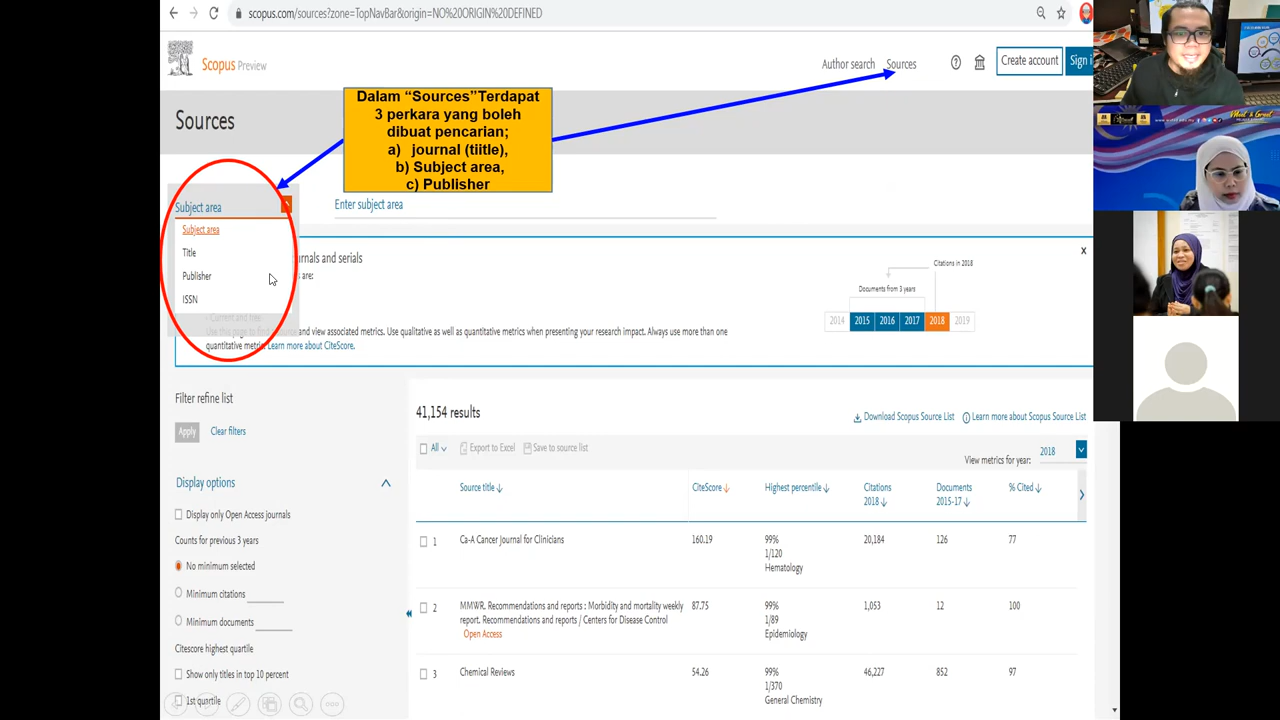 scopus.com/sources?zone=TopNavBar&origin=NO%20ORIGIN%20DEFINED
Scopus Preview
Author search
Sources
Create account
Sign i
Sources
Dalam “Sources”Terdapat
3 perkara yang boleh
dibuat pencarian;
a) journal (tiitle),
b) Subject area,
c) Publisher
Subject area
Enter subject area
Subject area
Title
Publisher
ISSN
urnals and serials
s are:
Citations in 2018
Documents from 3 years
2014 2015 2016 2017 2018 2019
and view associated metrics. Use qualitative as well as quantitative metrics when presenting your research impact. Always use more than one
quantitative metric. Learn more about CiteScore.
Filter refine list
Apply Clear filters
41,154 results
Download Scopus Source List
Learn more about Scopus Source List
All
Export to Excel
Save to source list
View metrics for year: 2018
Display options
Display only Open Access journals
Counts for previous 3 years
No minimum selected
Minimum citations
Minimum documents
Citescore highest quartile
Show only titles in top 10 percent
1st quartile
Source title↓ CiteScore↓ Highest percentile↓ Citations 2018↓ Documents 2015-17↓ % Cited↓
1 Ca-A Cancer Journal for Clinicians 160.19 99% 20,184 126 77
1/120
Hematology
2 MMWR. Recommendations and reports : Morbidity and mortality weekly 87.75 99% 1,053 12 100
report. Recommendations and reports / Centers for Disease Control 1/89
Open Access Epidemiology
3 Chemical Reviews 54.26 99% 46,227 852 97
1/370
General Chemistry